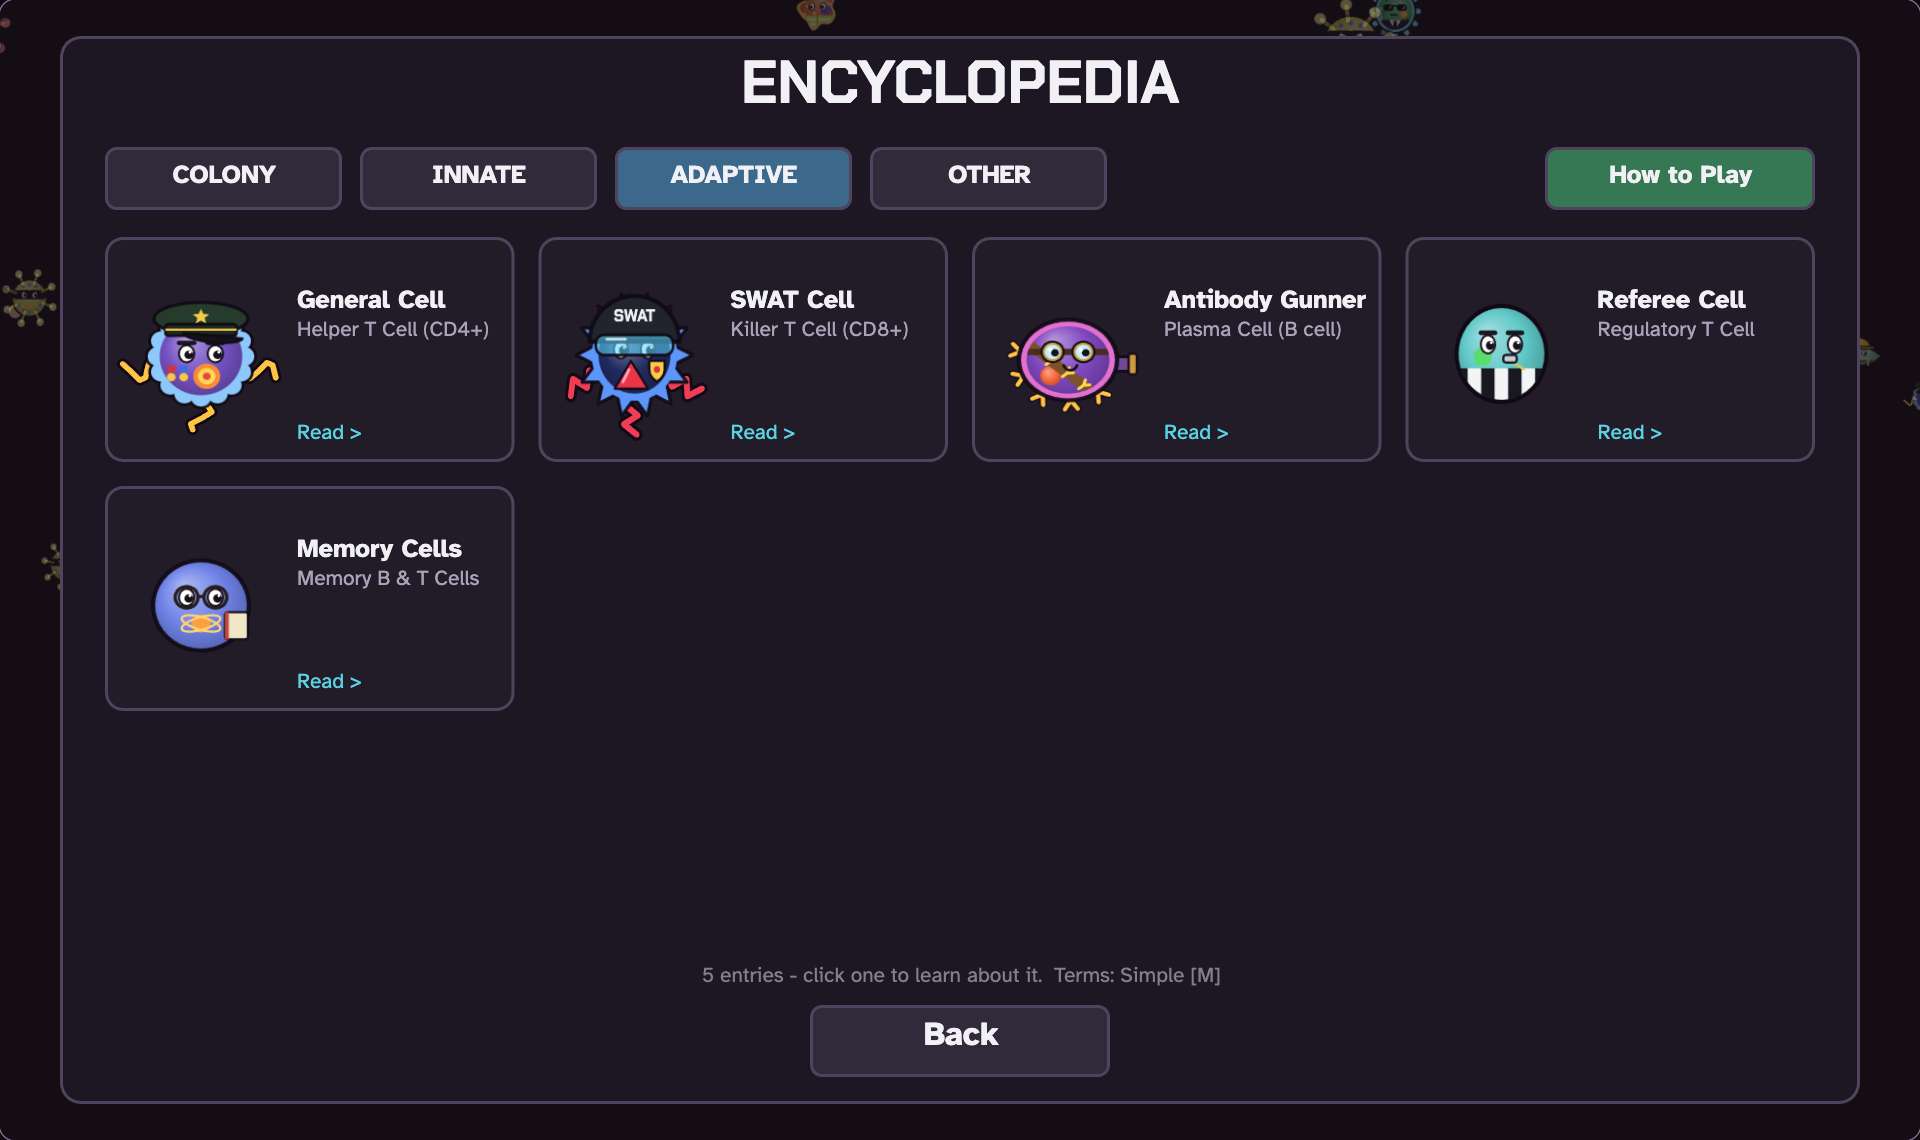 ENCYCLOPEDIA
COLONY
INNATE
ADAPTIVE
OTHER
How to Play
General Cell
Helper T Cell (CD4+)
Read >
SWAT
SWAT Cell
Killer T Cell (CD8+)
Read >
Antibody Gunner
Plasma Cell (B cell)
Read >
Referee Cell
Regulatory T Cell
Read >
Memory Cells
Memory B & T Cells
Read >
5 entries - click one to learn about it.  Terms: Simple [M]
Back